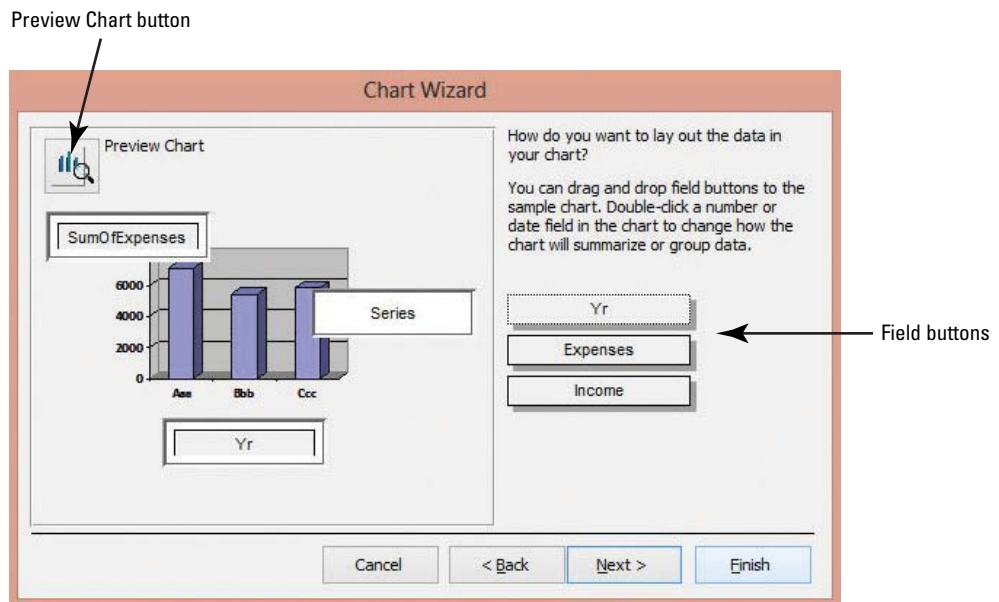 Preview Chart button
Chart Wizard
Preview Chart
SumOfExpenses
6000
4000
2000
0
Aaa Bbb Ccc
Series
Yr
How do you want to lay out the data in
your chart?
You can drag and drop field buttons to the
sample chart. Double-click a number or
date field in the chart to change how the
chart will summarize or group data.
Yr
Expenses
Income
Field buttons
Cancel < Back Next > Finish